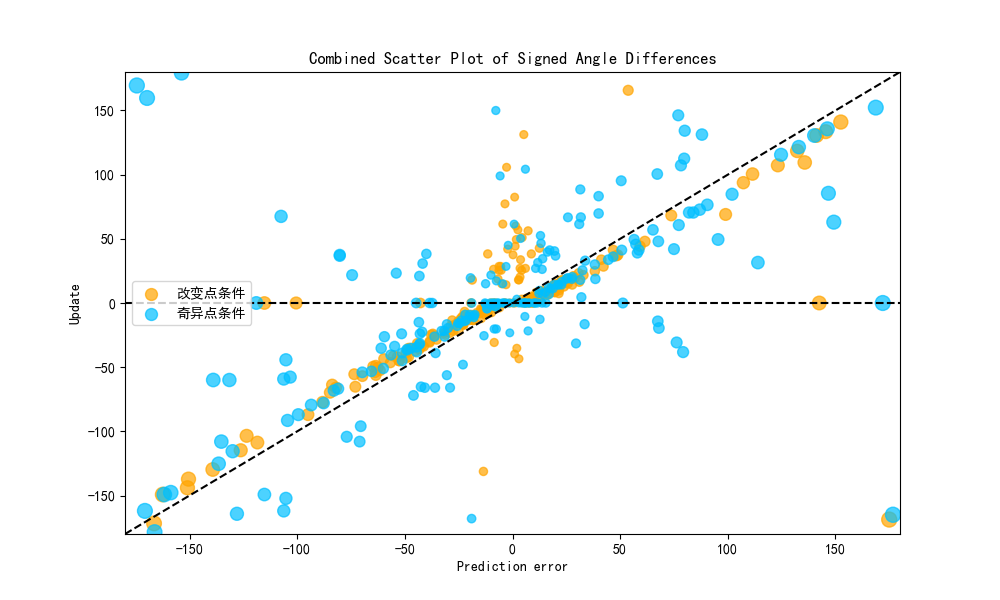 Combined Scatter Plot of Signed Angle Differences
150
100
50
0
−50
−100
−150
Update
改变点条件
奇异点条件
−150
−100
−50
0
50
100
150
Prediction error